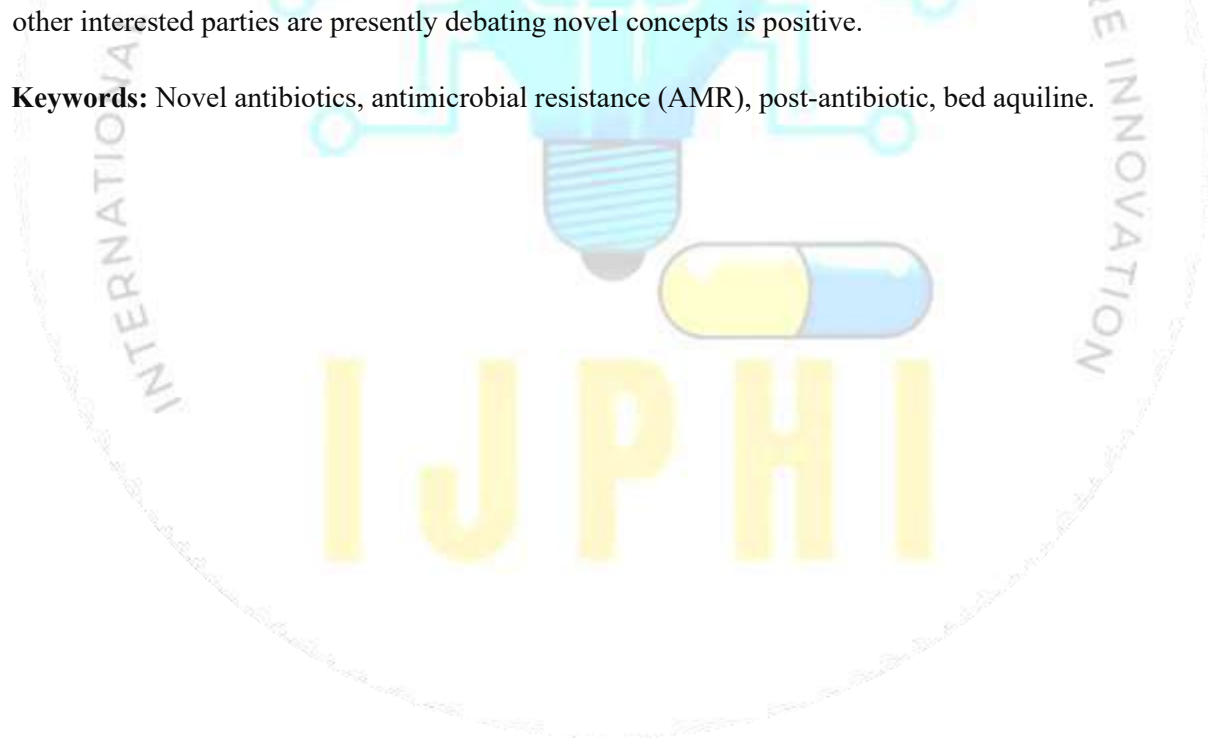 other interested parties are presently debating novel concepts is positive.
Keywords: Novel antibiotics, antimicrobial resistance (AMR), post-antibiotic, bed aquiline.
INTERNATIONAL
RE INNOVATION
IJPHI